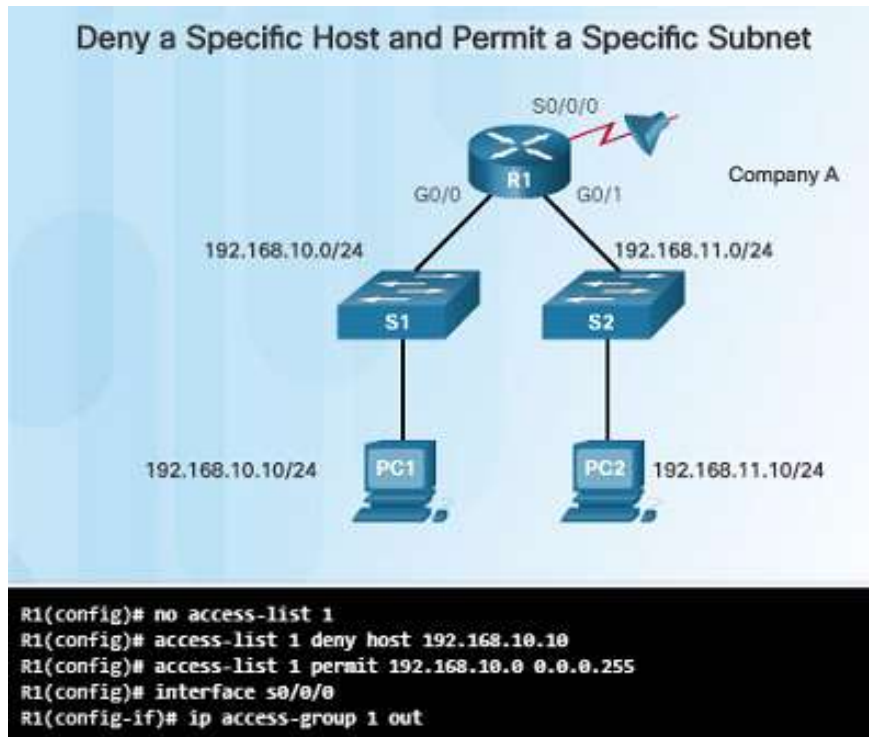 Deny a Specific Host and Permit a Specific Subnet
S0/0/0
R1
Company A
G0/0
G0/1
192.168.10.0/24
192.168.11.0/24
S1
S2
192.168.10.10/24
PC1
PC2
192.168.11.10/24
R1(config)# no access-list 1
R1(config)# access-list 1 deny host 192.168.10.10
R1(config)# access-list 1 permit 192.168.10.0 0.0.0.255
R1(config)# interface s0/0/0
R1(config-if)# ip access-group 1 out